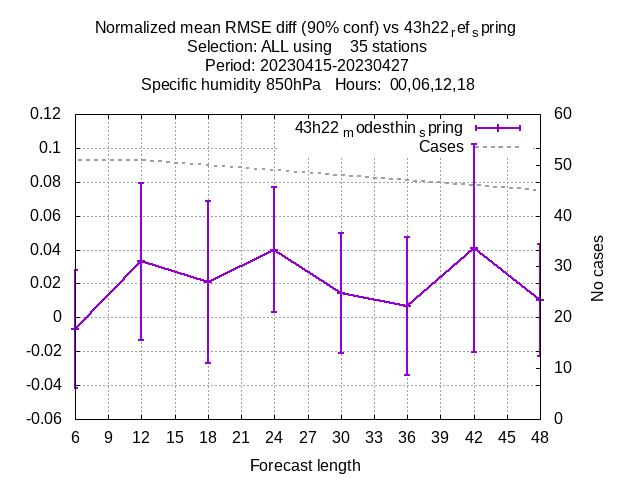 Normalized mean RMSE diff (90% conf) vs 43h22refspring
Selection: ALL using 35 stations
Period: 20230415-20230427
Specific humidity 850hPa Hours: 00,06,12,18
43h22modesthinspring
Cases
0.12
0.1
0.08
0.06
0.04
0.02
0
-0.02
-0.04
-0.06
60
50
40
30
20
10
0
No cases
6 9 12 15 18 21 24 27 30 33 36 39 42 45 48
Forecast length